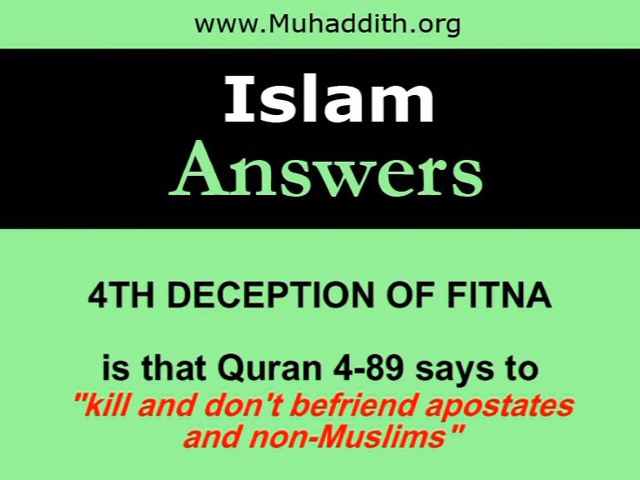 www.Muhaddith.org
Islam
Answers
4TH DECEPTION OF FITNA
is that Quran 4-89 says to
"kill and don't befriend apostates
and non-Muslims"